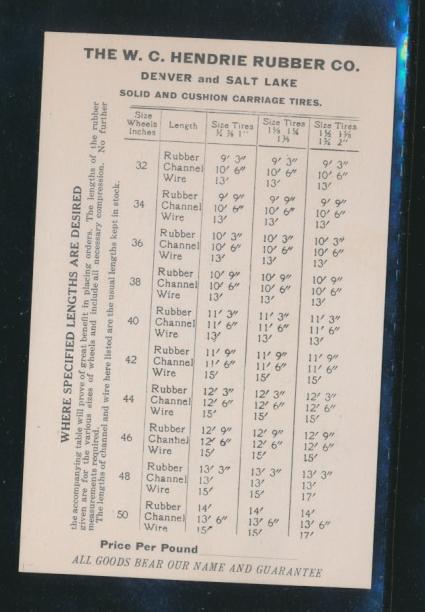 THE W. C. HENDRIE RUBBER CO.
DENVER and SALT LAKE
SOLID AND CUSHION CARRIAGE TIRES.
Size Wheels Inches | Length | Size Tires ¾ ⅞ 1" | Size Tires 1⅛ 1¼ 1⅜ | Size Tires 1½ 1⅝ 1¾ 2"
32 Rubber 9' 3" 9' 3" 9' 3"
Channel 10' 6" 10' 6" 10' 6"
Wire 13' 13' 13'
34 Rubber 9' 9" 9' 9" 9' 9"
Channel 10' 6" 10' 6" 10' 6"
Wire 13' 13' 13'
36 Rubber 10' 3" 10' 3" 10' 3"
Channel 10' 6" 10' 6" 10' 6"
Wire 13' 13' 13'
38 Rubber 10' 9" 10' 9" 10' 9"
Channel 10' 6" 10' 6" 10' 6"
Wire 13' 13' 13'
40 Rubber 11' 3" 11' 3" 11' 3"
Channel 11' 6" 11' 6" 11' 6"
Wire 13' 13' 13'
42 Rubber 11' 9" 11' 9" 11' 9"
Channel 11' 6" 11' 6" 11' 6"
Wire 15' 15' 15'
44 Rubber 12' 3" 12' 3" 12' 3"
Channel 12' 6" 12' 6" 12' 6"
Wire 15' 15' 15'
46 Rubber 12' 9" 12' 9" 12' 9"
Channel 12' 6" 12' 6" 12' 6"
Wire 15' 15' 15'
48 Rubber 13' 3" 13' 3" 13' 3"
Channel 13' 13' 13'
Wire 15' 15' 17'
50 Rubber 14' 14' 14'
Channel 13' 6" 13' 6" 13' 6"
Wire 15' 15' 17'
Price Per Pound
ALL GOODS BEAR OUR NAME AND GUARANTEE
WHERE SPECIFIED LENGTHS ARE DESIRED
the accompanying table will prove of great benefit in placing orders. The lengths of the rubber
given are for the various sizes of wheels and include all necessary compression. No further
measurements required.
The lengths of channel and wire here listed are the usual lengths kept in stock.